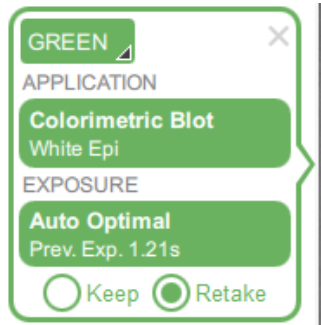 GREEN
APPLICATION
Colorimetric Blot
White Epi
EXPOSURE
Auto Optimal
Prev. Exp. 1.21s
Keep Retake